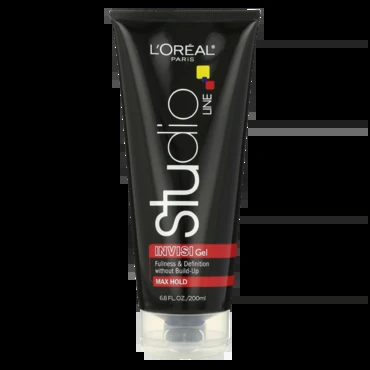 L'ORÉAL
PARIS
studio
LINE
INVISI Gel
Fullness & Definition
without Build-Up
MAX HOLD
6.8 FL. OZ./200ml